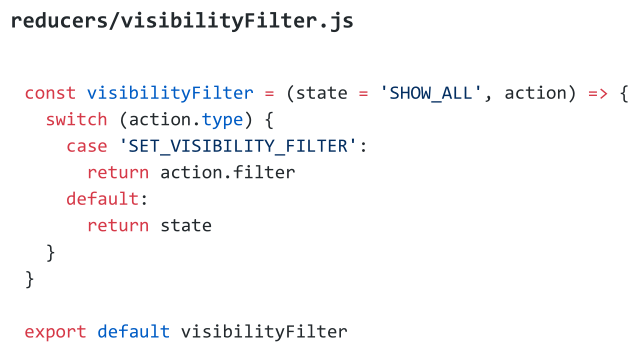 reducers/visibilityFilter.js
const visibilityFilter = (state = 'SHOW_ALL', action) => {
  switch (action.type) {
    case 'SET_VISIBILITY_FILTER':
      return action.filter
    default:
      return state
  }
}
export default visibilityFilter